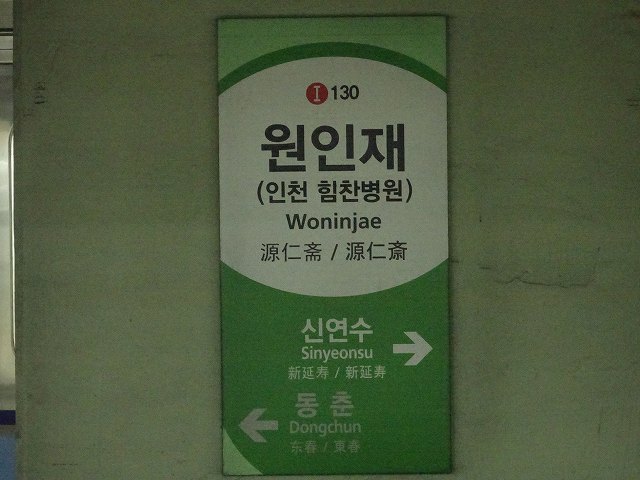 I 130
원인재
(인천 힘찬병원)
Woninjae
源仁斋 / 源仁斎
신연수
Sinyeonsu
新延寿 / 新延寿
동춘
Dongchun
东春 / 東春